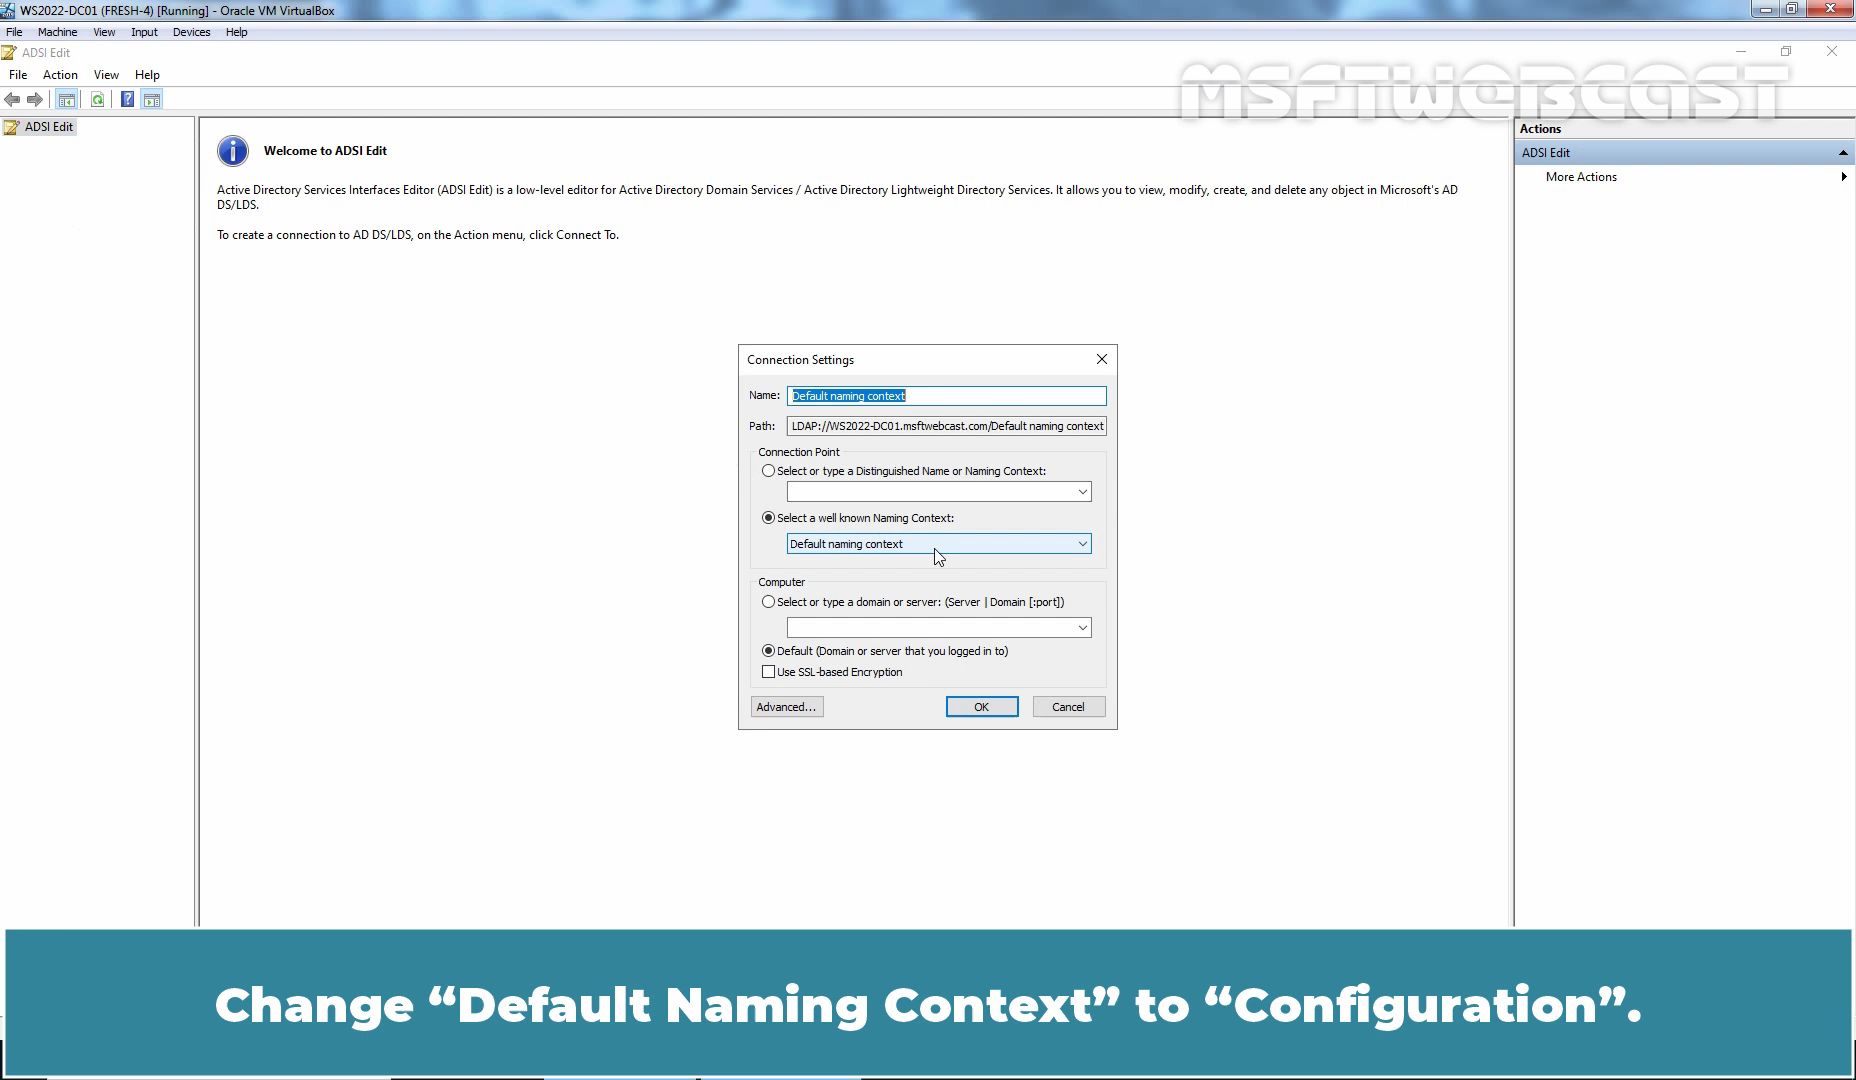 WS2022-DC01 (FRESH-4) [Running] - Oracle VM VirtualBox
File Machine View Input Devices Help
ADSI Edit
File Action View Help
MSFTWEBCAST
ADSI Edit
Welcome to ADSI Edit
Active Directory Services Interfaces Editor (ADSI Edit) is a low-level editor for Active Directory Domain Services / Active Directory Lightweight Directory Services. It allows you to view, modify, create, and delete any object in Microsoft's AD
DS/LDS.
To create a connection to AD DS/LDS, on the Action menu, click Connect To.
Actions
ADSI Edit
More Actions
Connection Settings
Name: Default naming context
Path: LDAP://WS2022-DC01.msftwebcast.com/Default naming context
Connection Point
Select or type a Distinguished Name or Naming Context:
Select a well known Naming Context:
Default naming context
Computer
Select or type a domain or server: (Server | Domain [:port])
Default (Domain or server that you logged in to)
Use SSL-based Encryption
Advanced... OK Cancel
Change “Default Naming Context” to “Configuration”.